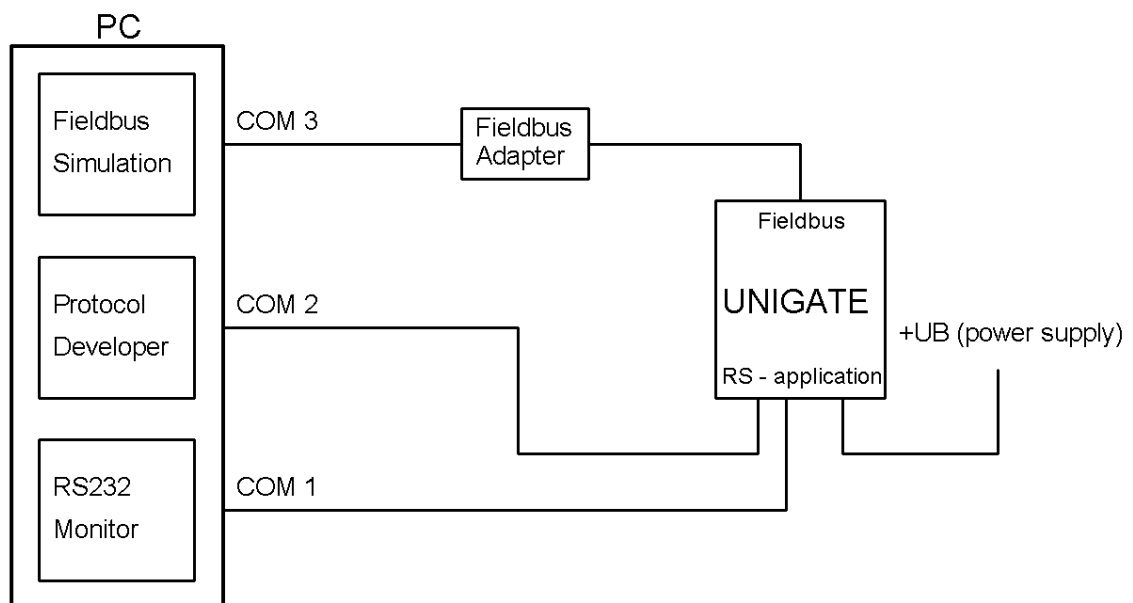 PC
Fieldbus
Simulation
COM 3
Fieldbus
Adapter
Fieldbus
UNIGATE
RS - application
+UB (power supply)
Protocol
Developer
COM 2
RS232
Monitor
COM 1